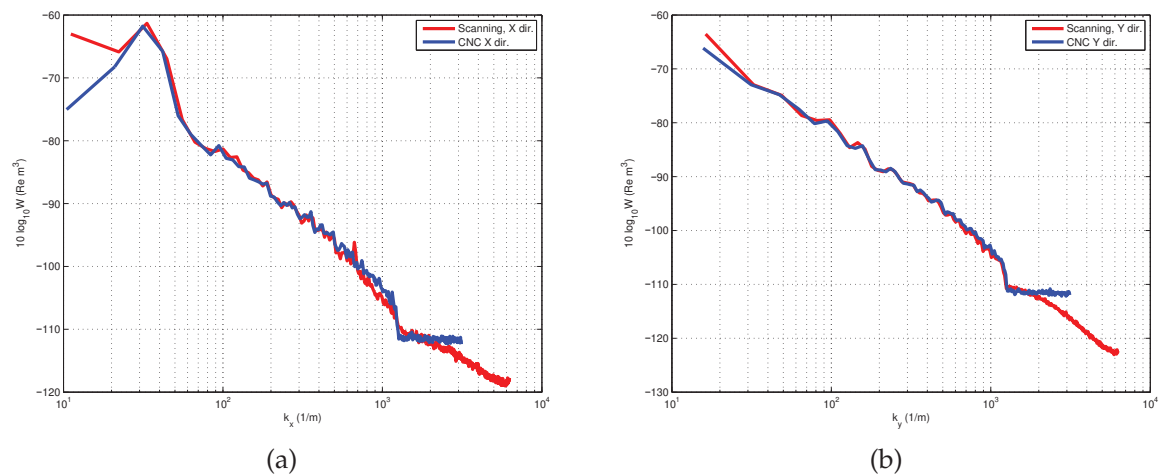 Scanning, X dir.
CNC X dir.
−60
−70
−80
−90
−100
−110
−120
10 log₁₀ W (Re m³)
10¹ 10² 10³ 10⁴
kₓ (1/m)
(a)
Scanning, Y dir.
CNC Y dir.
−60
−70
−80
−90
−100
−110
−120
−130
10 log₁₀ W (Re m³)
10¹ 10² 10³ 10⁴
k_y (1/m)
(b)